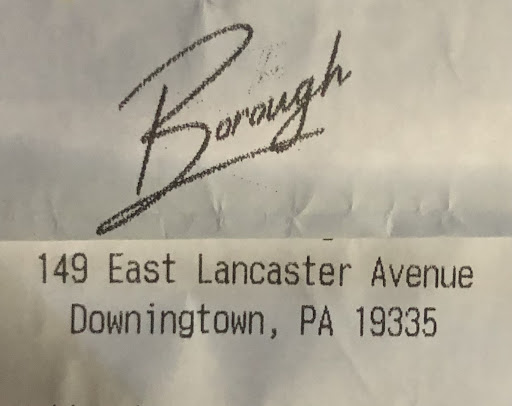 Borough
149 East Lancaster Avenue
Downingtown, PA 19335